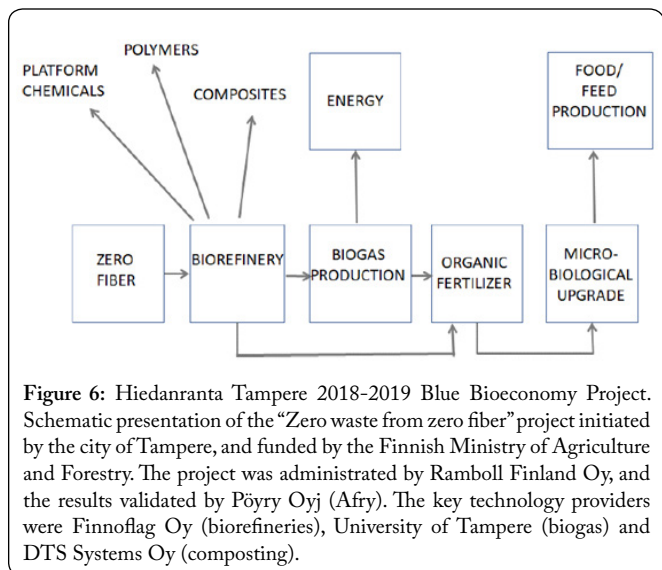 POLYMERS
PLATFORM
CHEMICALS
COMPOSITES
ENERGY
FOOD/
FEED
PRODUCTION
ZERO
FIBER
BIOREFINERY
BIOGAS
PRODUCTION
ORGANIC
FERTILIZER
MICRO-
BIOLOGICAL
UPGRADE
Figure 6: Hiedanranta Tampere 2018-2019 Blue Bioeconomy Project.
Schematic presentation of the “Zero waste from zero fiber” project initiated
by the city of Tampere, and funded by the Finnish Ministry of Agriculture
and Forestry. The project was administrated by Ramboll Finland Oy, and
the results validated by Pöyry Oyj (Afry). The key technology providers
were Finnoflag Oy (biorefineries), University of Tampere (biogas) and
DTS Systems Oy (composting).